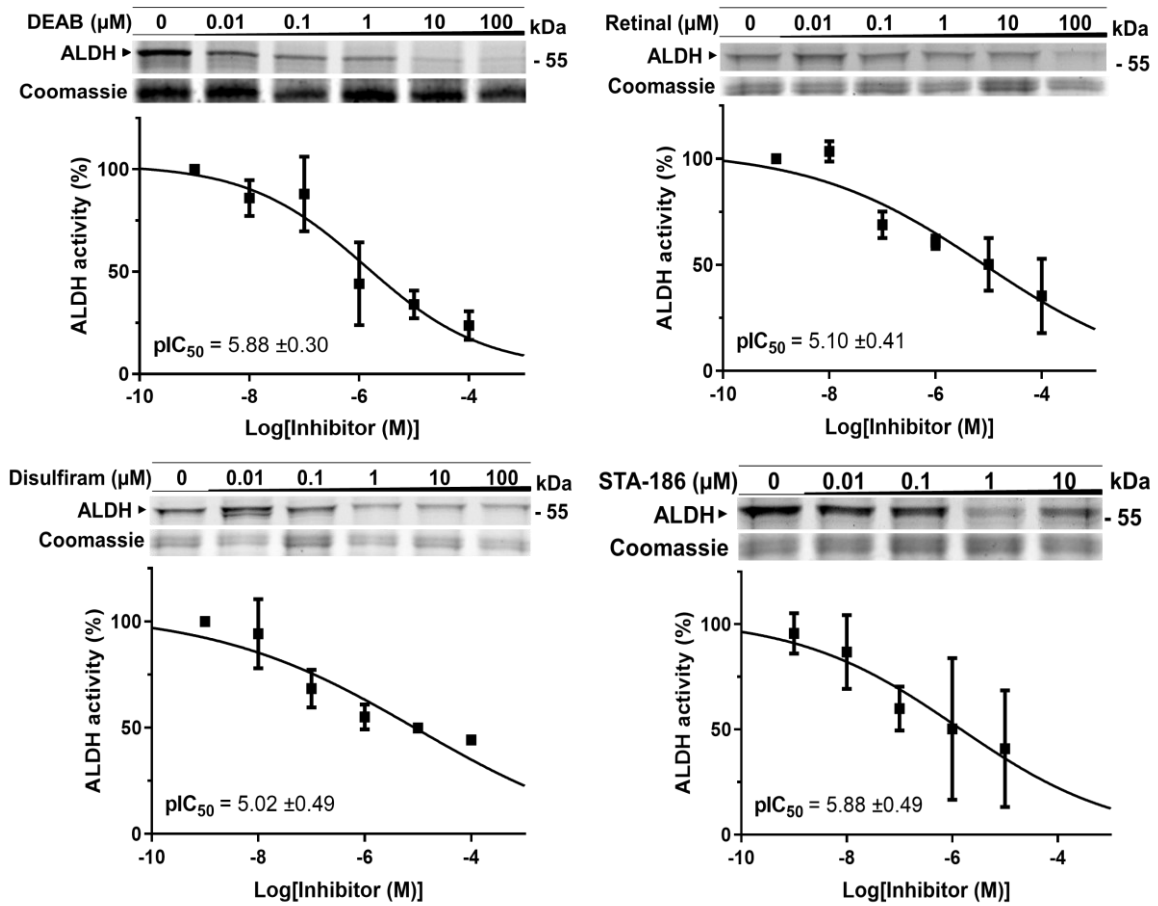 DEAB (µM) 0 0.01 0.1 1 10 100 kDa
ALDH ▸ - 55
Coomassie
ALDH activity (%)
100
50
0
pIC50 = 5.88 ±0.30
-10 -8 -6 -4
Log[Inhibitor (M)]
Retinal (µM) 0 0.01 0.1 1 10 100 kDa
ALDH ▸ - 55
Coomassie
ALDH activity (%)
100
50
0
pIC50 = 5.10 ±0.41
-10 -8 -6 -4
Log[Inhibitor (M)]
Disulfiram (µM) 0 0.01 0.1 1 10 100 kDa
ALDH ▸ - 55
Coomassie
ALDH activity (%)
100
50
0
pIC50 = 5.02 ±0.49
-10 -8 -6 -4
Log[Inhibitor (M)]
STA-186 (µM) 0 0.01 0.1 1 10 kDa
ALDH ▸ - 55
Coomassie
ALDH activity (%)
100
50
0
pIC50 = 5.88 ±0.49
-10 -8 -6 -4
Log[Inhibitor (M)]